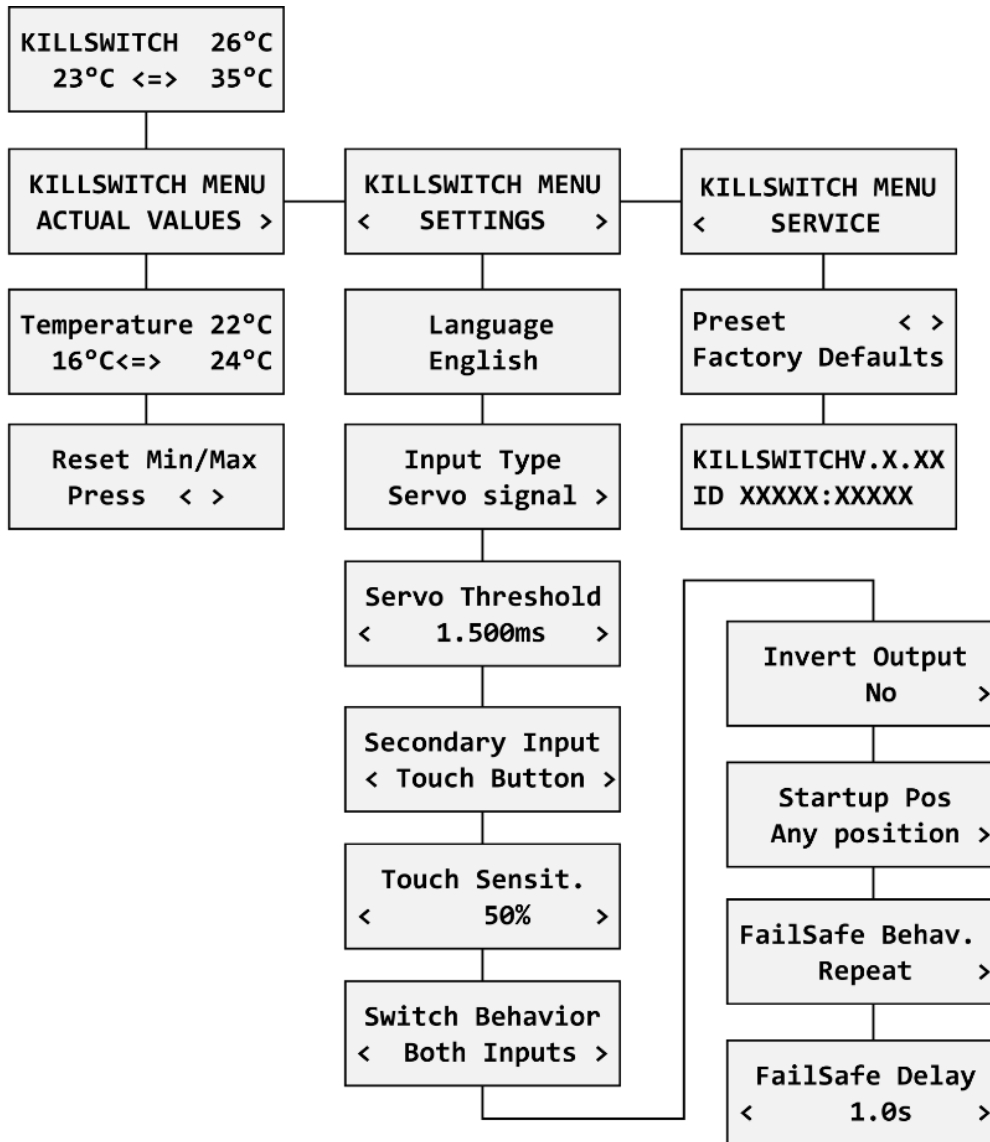 KILLSWITCH 26°C
23°C <=> 35°C
KILLSWITCH MENU
ACTUAL VALUES >
Temperature 22°C
16°C<=> 24°C
Reset Min/Max
Press < >
KILLSWITCH MENU
< SETTINGS >
Language
English
Input Type
Servo signal >
Servo Threshold
< 1.500ms >
Secondary Input
< Touch Button >
Touch Sensit.
< 50% >
Switch Behavior
< Both Inputs >
Invert Output
No >
Startup Pos
Any position >
FailSafe Behav.
Repeat >
FailSafe Delay
< 1.0s >
KILLSWITCH MENU
< SERVICE
Preset < >
Factory Defaults
KILLSWITCHV.X.XX
ID XXXXX:XXXXX